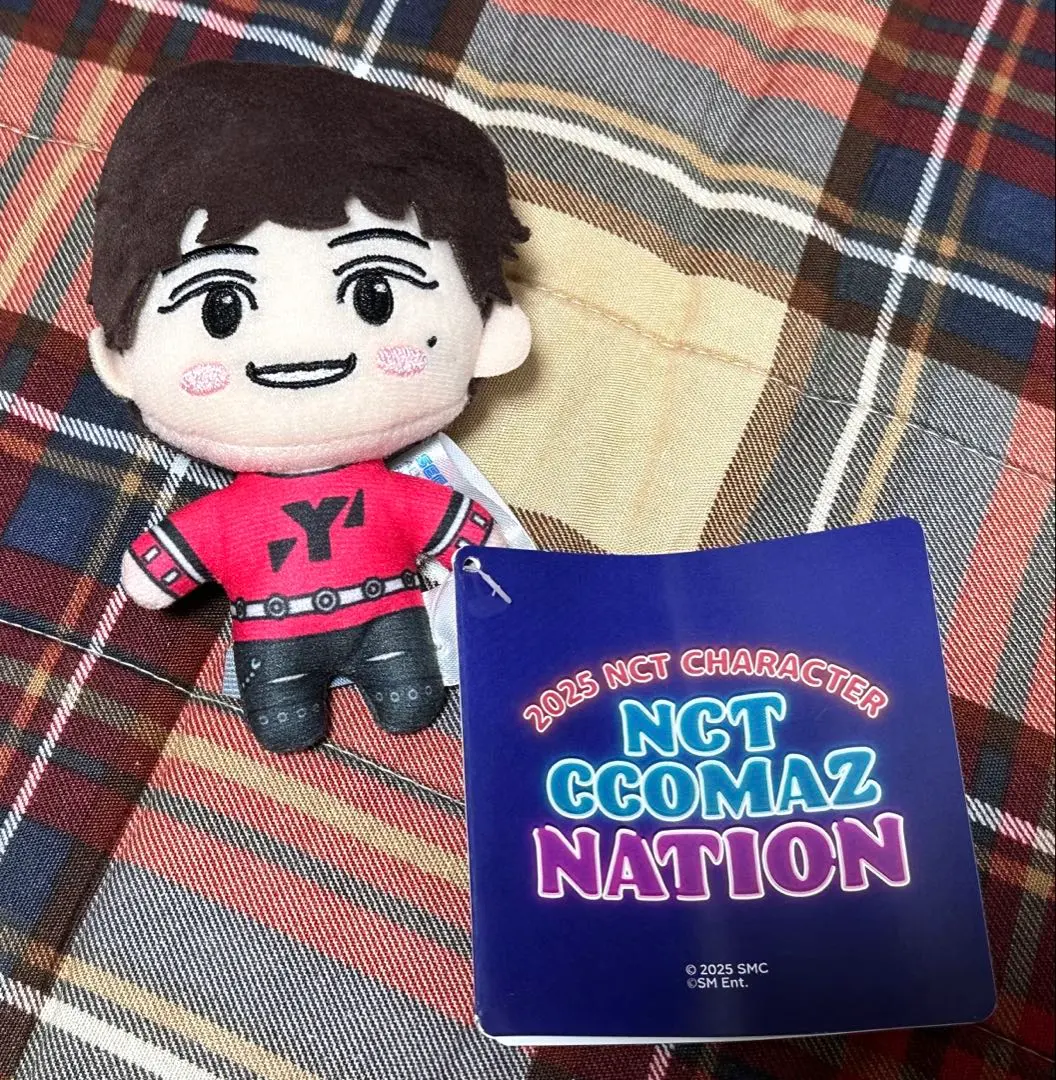 Y
2025 NCT CHARACTER
NCT
CCOMAZ
NATION
© 2025 SMC
©SM Ent.